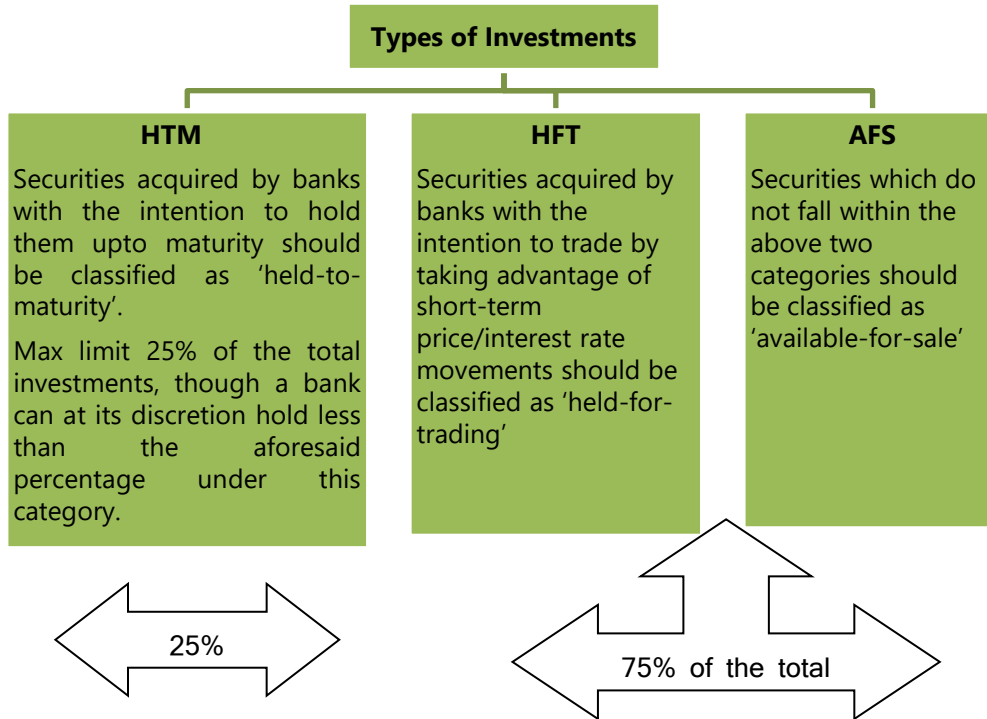 Types of Investments
HTM
Securities acquired by banks
with the intention to hold
them upto maturity should
be classified as ‘held-to-
maturity’.
Max limit 25% of the total
investments, though a bank
can at its discretion hold less
than the aforesaid
percentage under this
category.
HFT
Securities acquired by
banks with the
intention to trade by
taking advantage of
short-term
price/interest rate
movements should be
classified as ‘held-for-
trading’
AFS
Securities which do
not fall within the
above two
categories should
be classified as
‘available-for-sale’
25%
75% of the total